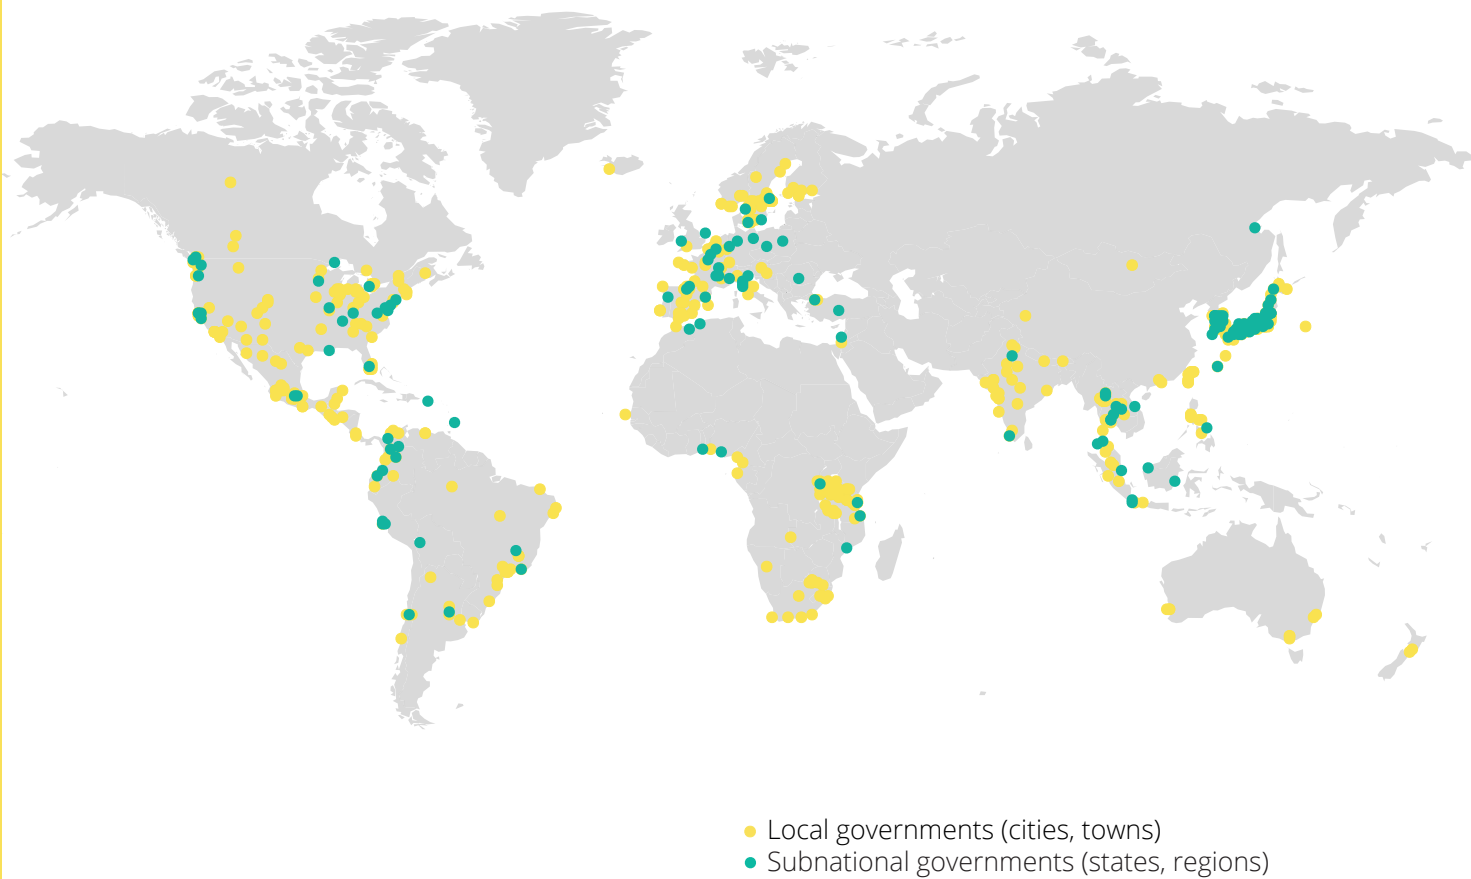 Local governments (cities, towns)
Subnational governments (states, regions)